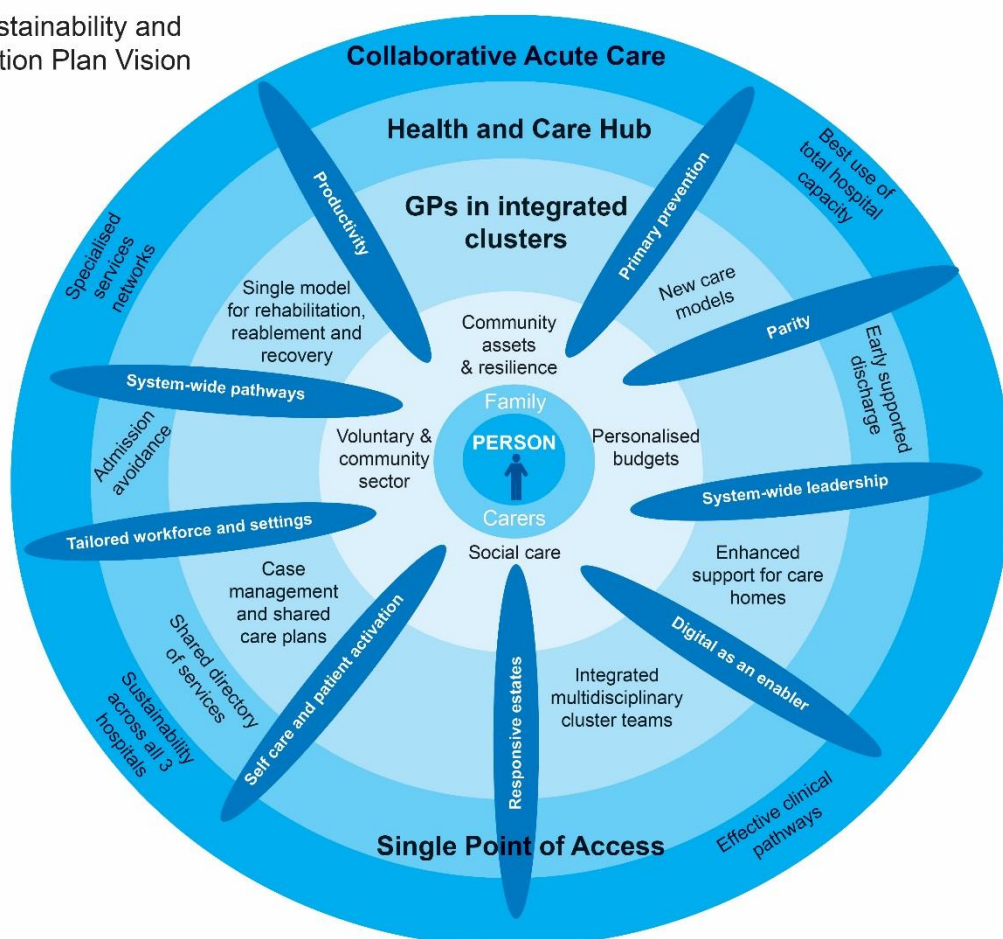 stainability and
tion Plan Vision
Collaborative Acute Care
Health and Care Hub
GPs in integrated
clusters
Productivity
Primary prevention
Best use of
total hospital
capacity
Specialised
services
networks
Single model
for rehabilitation,
reablement and
recovery
New care
models
Parity
Early supported
discharge
Community
assets
& resilience
System-wide pathways
Family
PERSON
Carers
Voluntary &
community
sector
Personalised
budgets
Admission
avoidance
System-wide leadership
Tailored workforce and settings
Social care
Case
management
and shared
care plans
Enhanced
support for care
homes
Shared directory
of services
Self care and patient activation
Digital as an enabler
Sustainability
across all 3
hospitals
Responsive estates
Integrated
multidisciplinary
cluster teams
Effective clinical
pathways
Single Point of Access